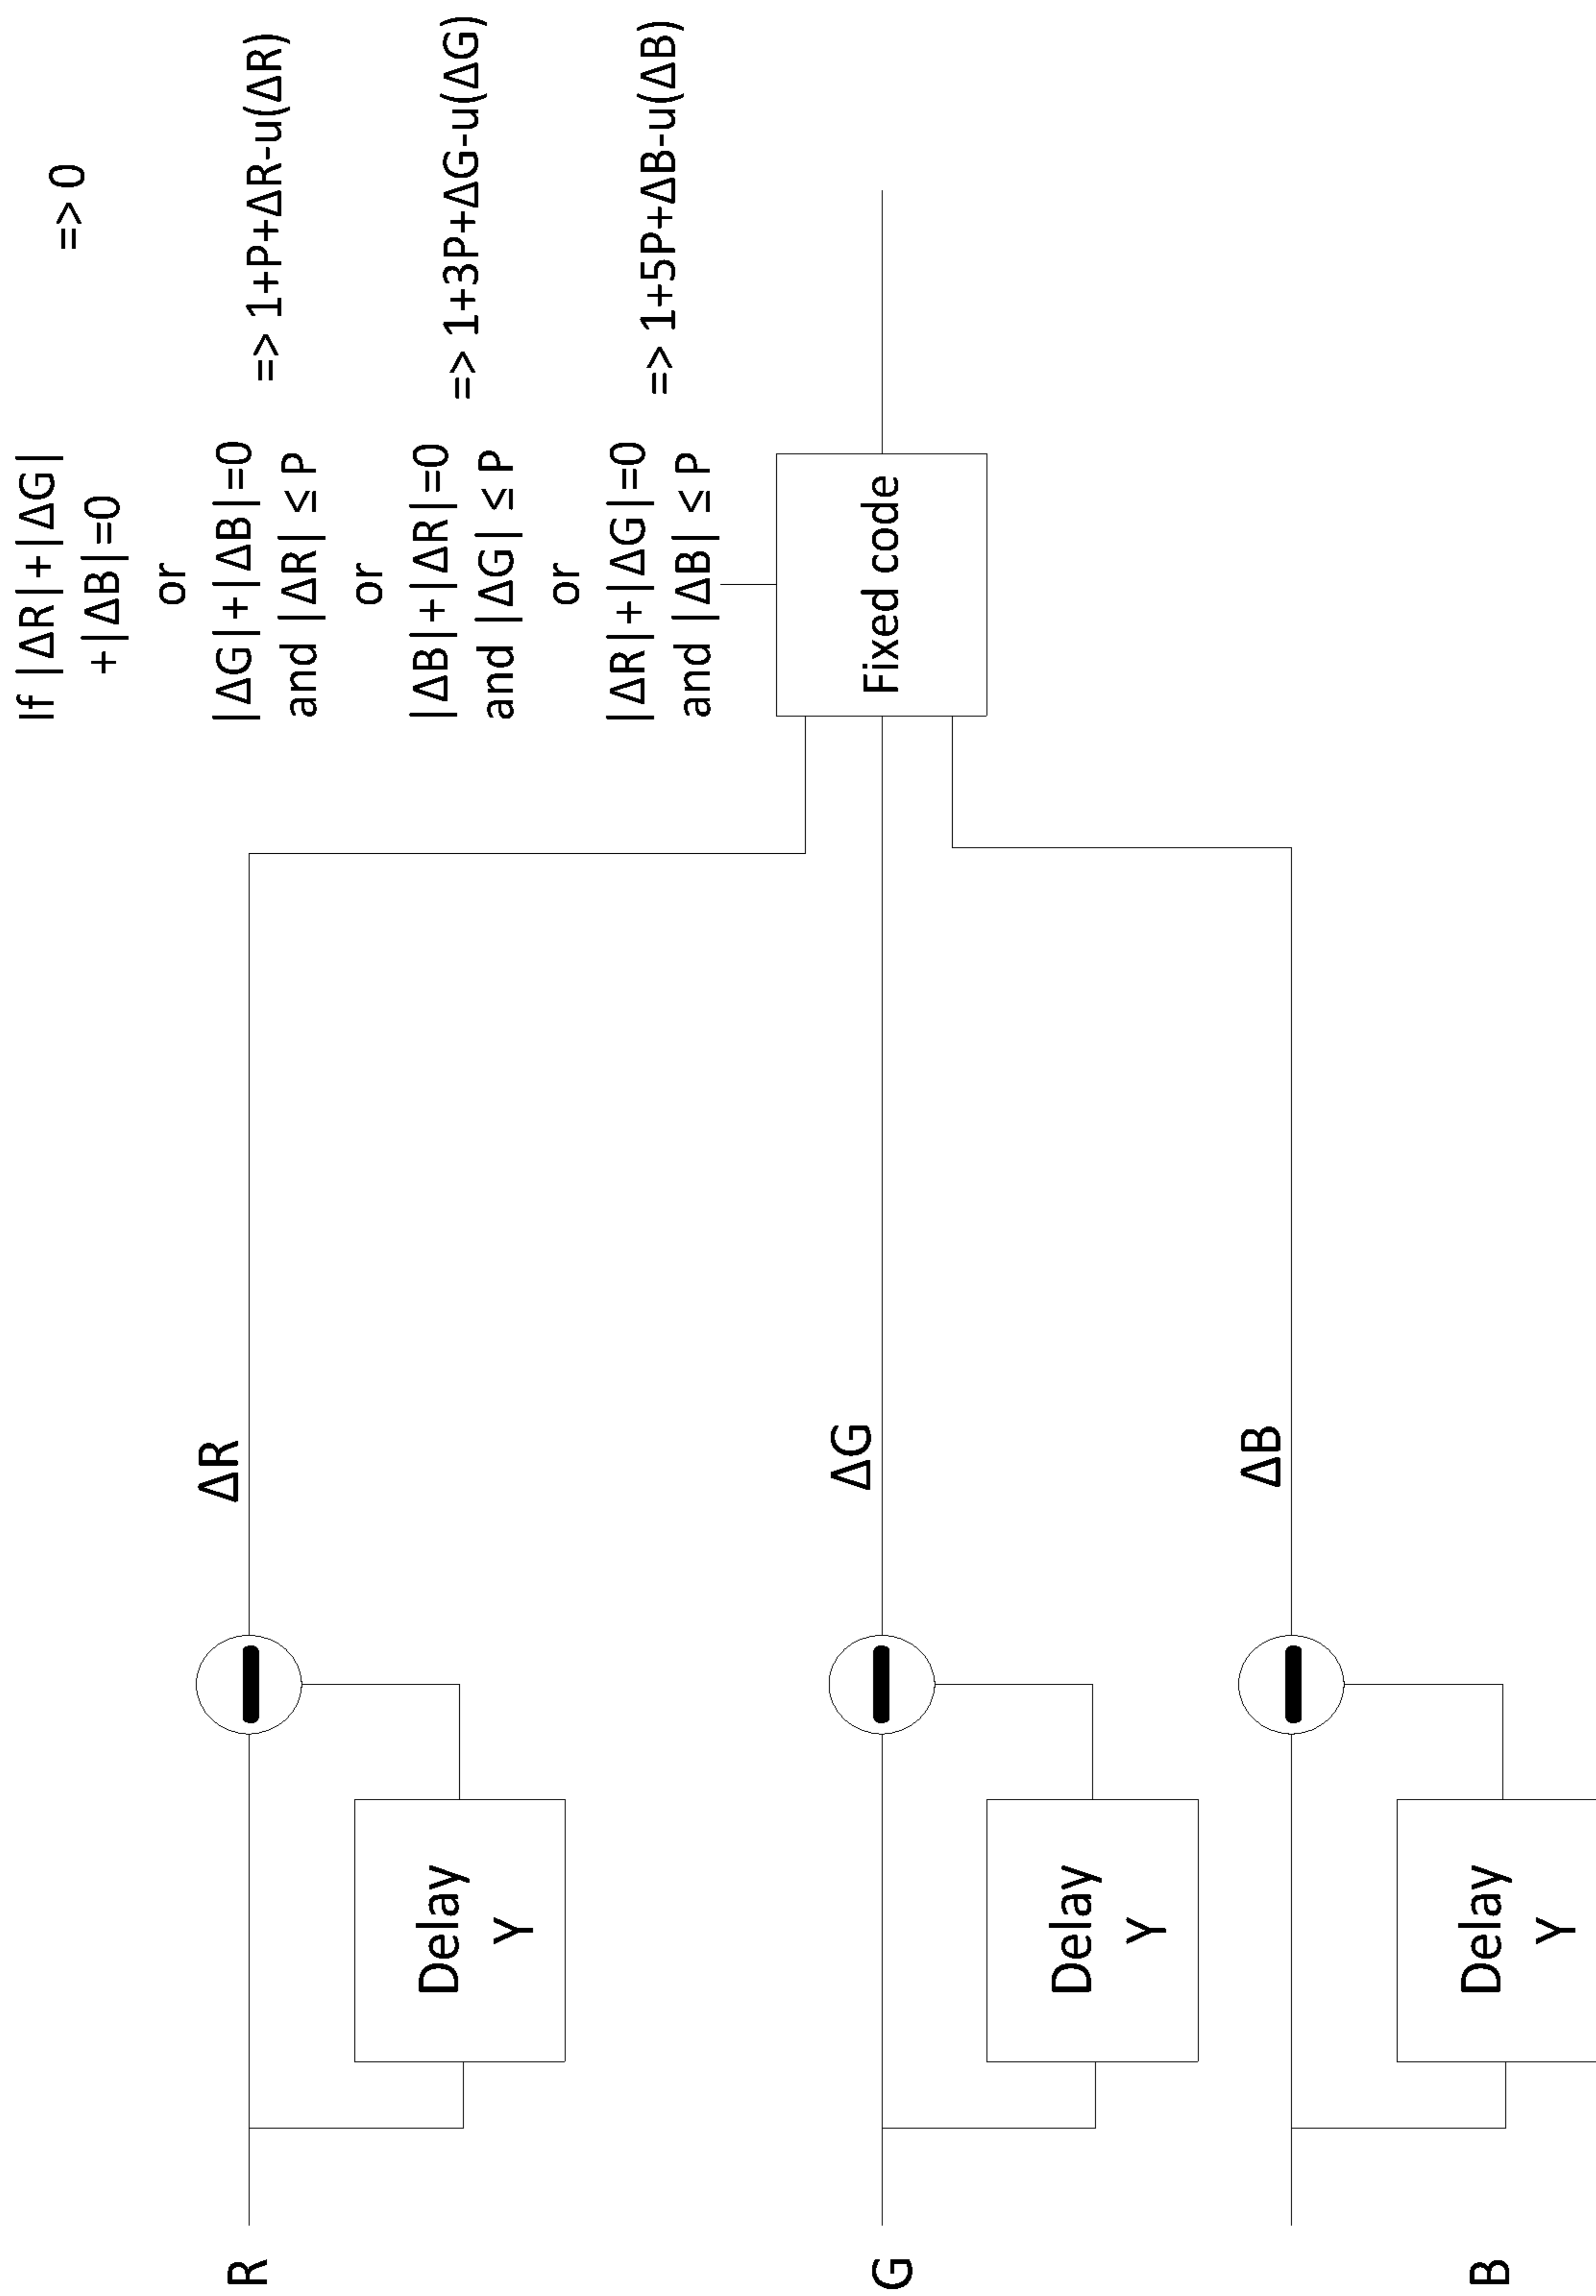 If |ΔR|+|ΔG|
+|ΔB|=0
=> 0
or
|ΔG|+|ΔB|=0
and |ΔR| ≤ P
=> 1+P+ΔR-u(ΔR)
or
|ΔB|+|ΔR|=0
and |ΔG| ≤ P
=> 1+3P+ΔG-u(ΔG)
or
|ΔR|+|ΔG|=0
and |ΔB| ≤ P
=> 1+5P+ΔB-u(ΔB)
R
ΔR
Delay
Y
Fixed code
G
ΔG
Delay
Y
B
ΔB
Delay
Y